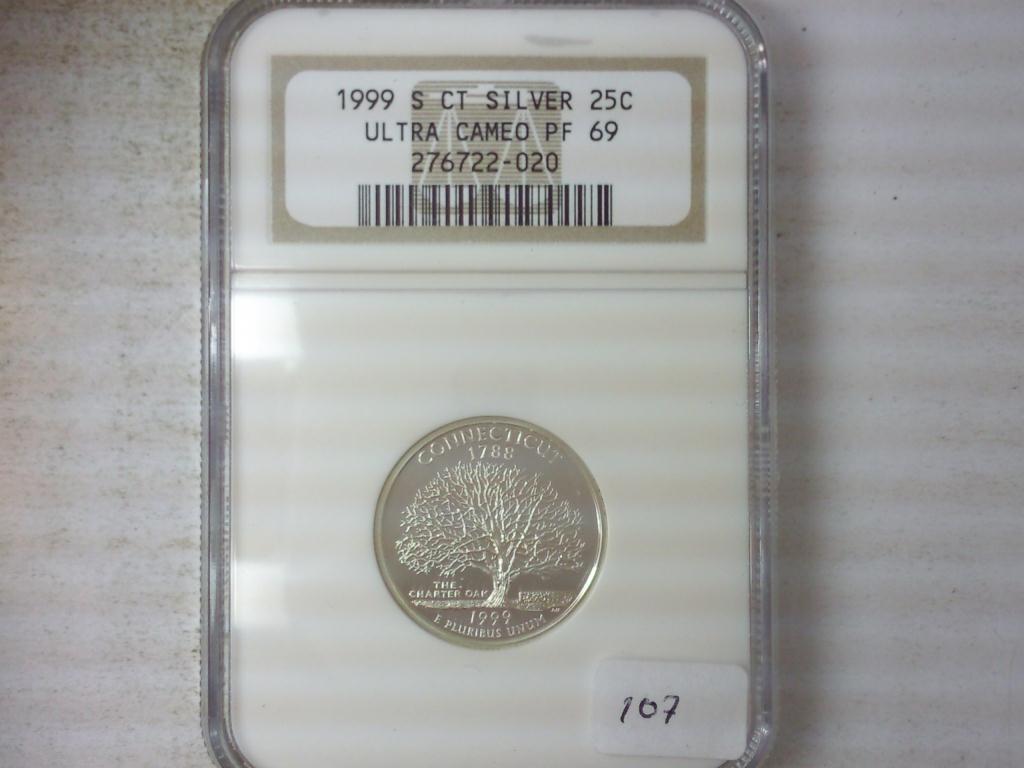 1999 S CT SILVER 25C
ULTRA CAMEO PF 69
276722-020
CONNECTICUT
1788
THE
CHARTER OAK
1999
E PLURIBUS UNUM
107